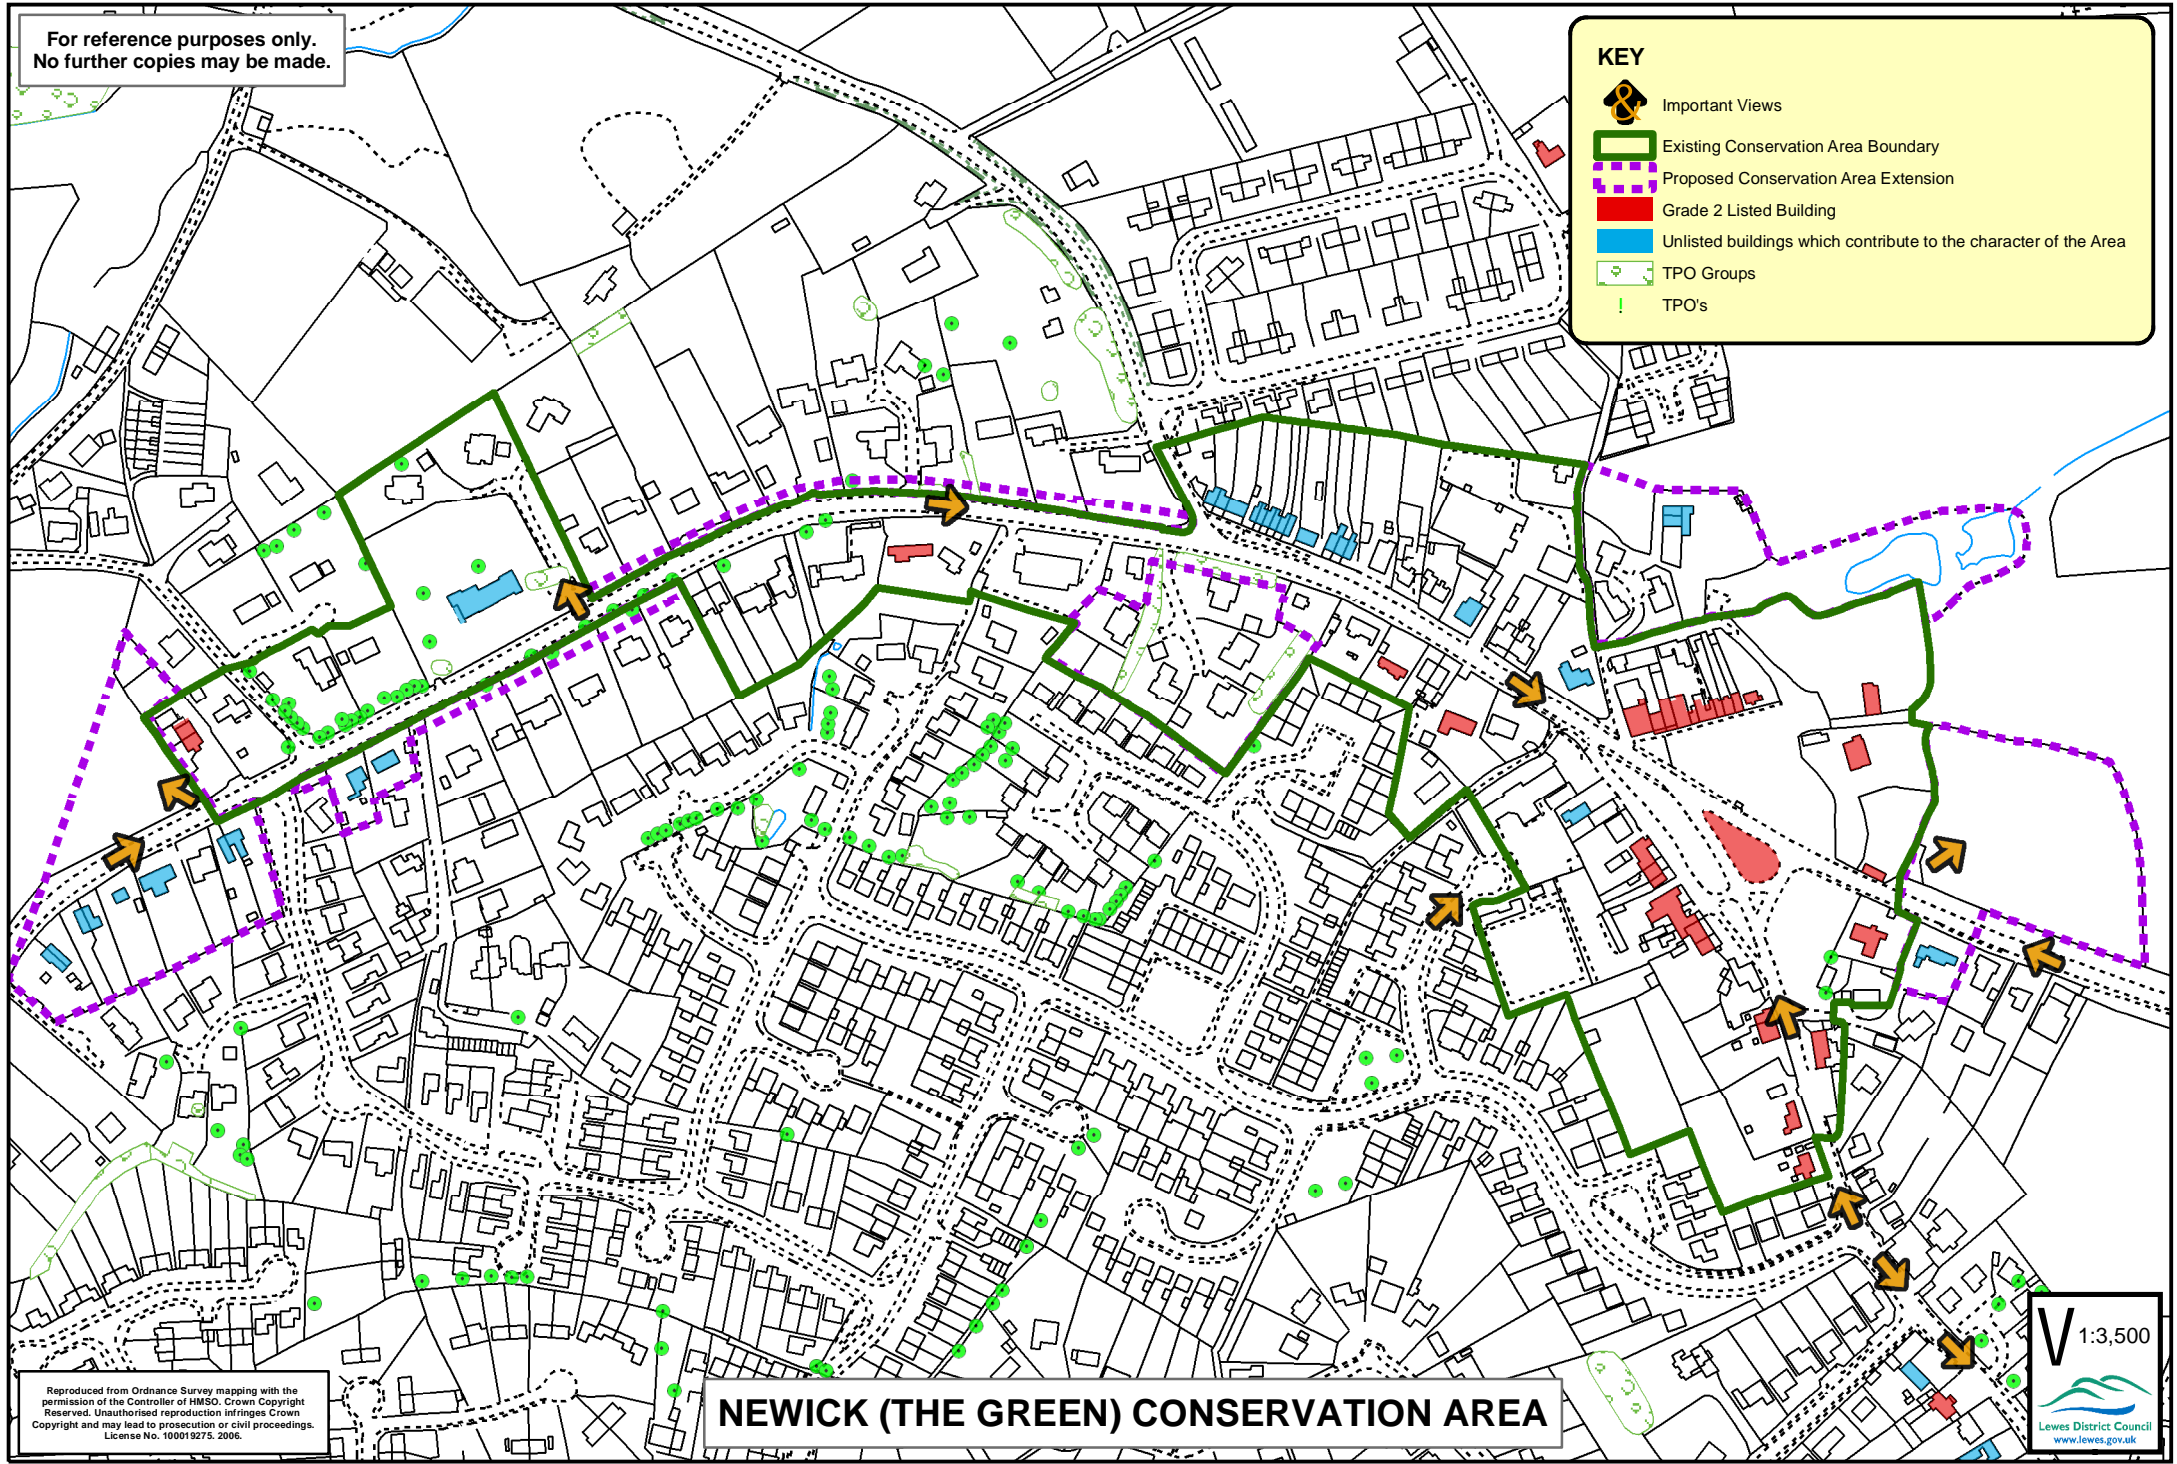 For reference purposes only.
No further copies may be made.
KEY
&
Important Views
Existing Conservation Area Boundary
Proposed Conservation Area Extension
Grade 2 Listed Building
Unlisted buildings which contribute to the character of the Area
TPO Groups
! TPO's
Reproduced from Ordnance Survey mapping with the
permission of the Controller of HMSO. Crown Copyright
Reserved. Unauthorised reproduction infringes Crown
Copyright and may lead to prosecution or civil proceedings.
License No. 100019275. 2006.
NEWICK (THE GREEN) CONSERVATION AREA
V 1:3,500
Lewes District Council
www.lewes.gov.uk